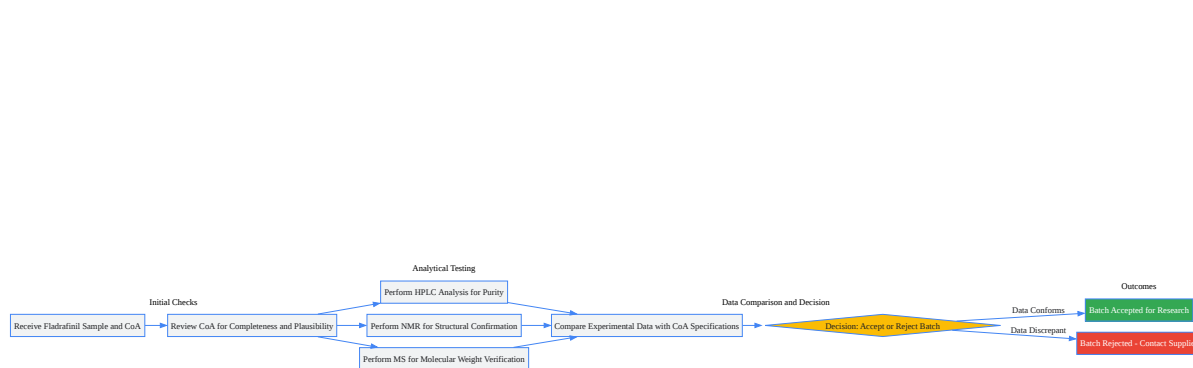 Initial Checks
Receive Fladrafinil Sample and CoA
Review CoA for Completeness and Plausibility
Analytical Testing
Perform HPLC Analysis for Purity
Perform NMR for Structural Confirmation
Perform MS for Molecular Weight Verification
Data Comparison and Decision
Compare Experimental Data with CoA Specifications
Decision: Accept or Reject Batch
Data Conforms
Data Discrepant
Outcomes
Batch Accepted for Research
Batch Rejected - Contact Supplie